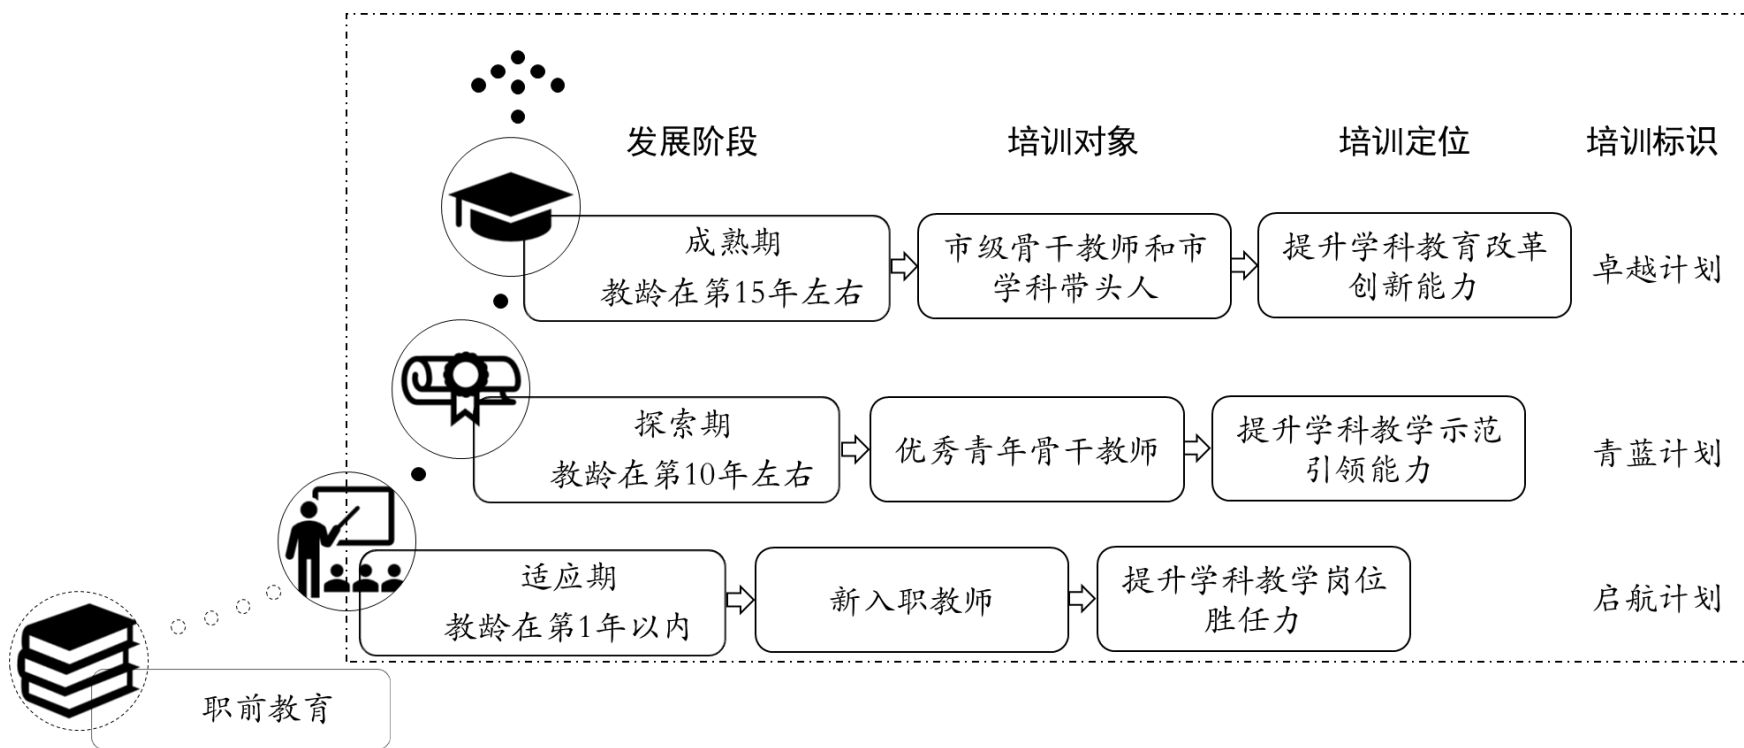 发展阶段 培训对象 培训定位 培训标识
成熟期
教龄在第15年左右
市级骨干教师和市
学科带头人
提升学科教育改革
创新能力
卓越计划
探索期
教龄在第10年左右
优秀青年骨干教师
提升学科教学示范
引领能力
青蓝计划
适应期
教龄在第1年以内
新入职教师
提升学科教学岗位
胜任力
启航计划
职前教育